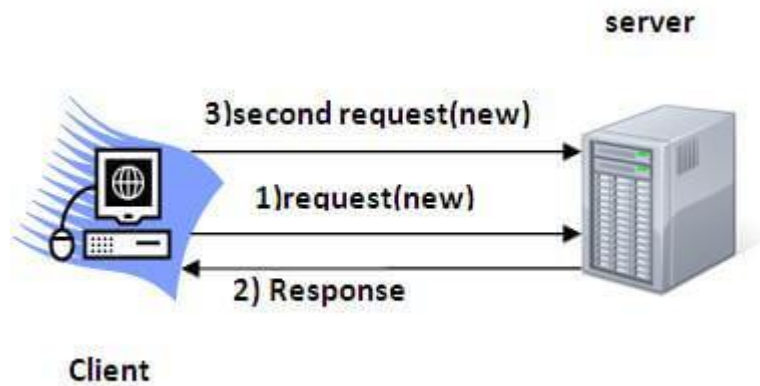 server
3)second request(new)
1)request(new)
2) Response
Client